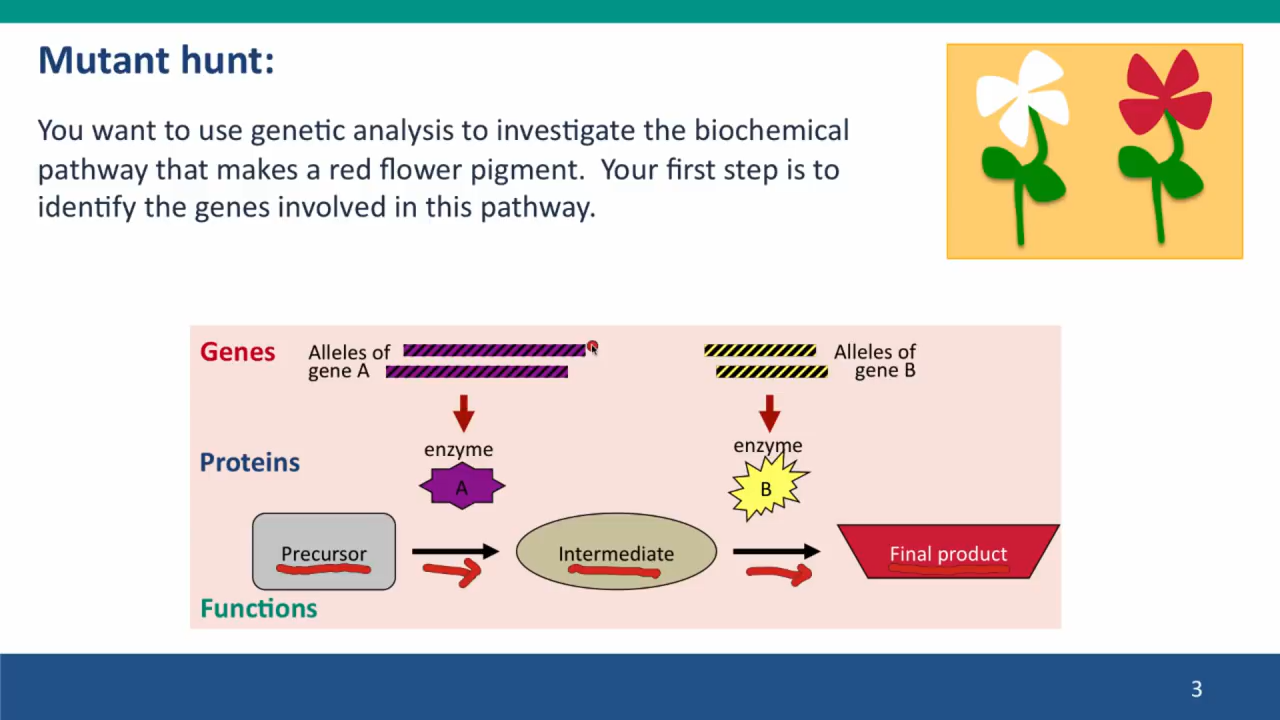 Mutant hunt:
You want to use genetic analysis to investigate the biochemical
pathway that makes a red flower pigment.  Your first step is to
identify the genes involved in this pathway.
Genes
Alleles of
gene A
Alleles of
gene B
Proteins
enzyme
A
enzyme
B
Precursor
Intermediate
Final product
Functions
3